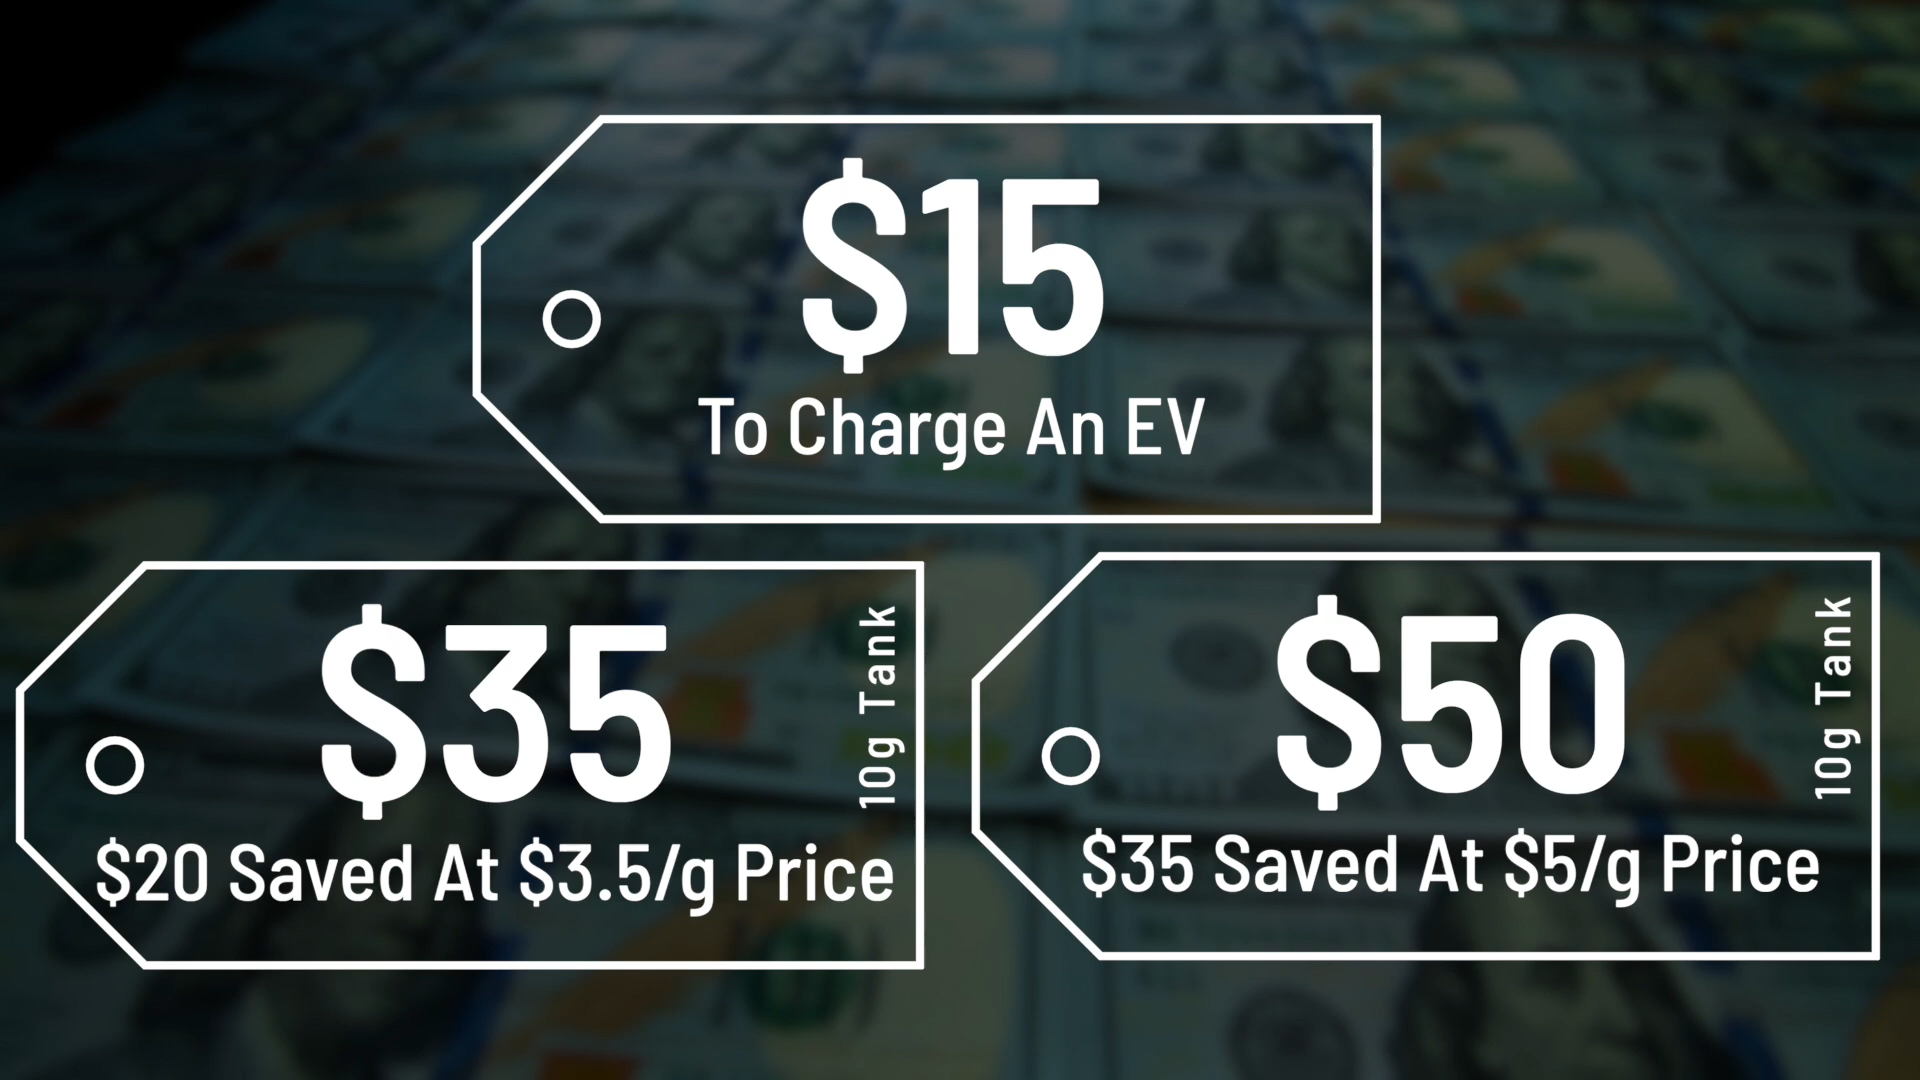 $15
To Charge An EV
$35
10g Tank
$20 Saved At $3.5/g Price
$50
10g Tank
$35 Saved At $5/g Price